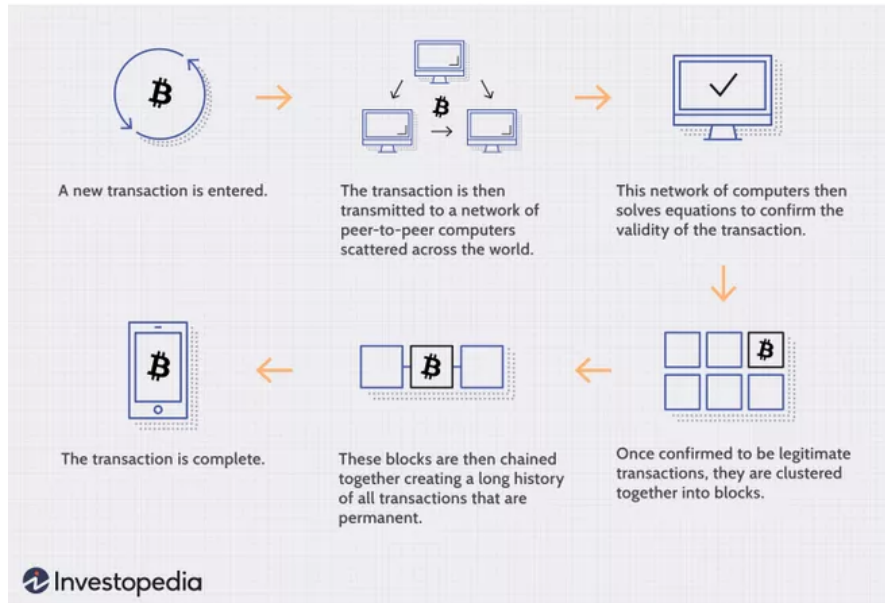 A new transaction is entered.
The transaction is then
transmitted to a network of
peer-to-peer computers
scattered across the world.
This network of computers then
solves equations to confirm the
validity of the transaction.
Once confirmed to be legitimate
transactions, they are clustered
together into blocks.
These blocks are then chained
together creating a long history
of all transactions that are
permanent.
The transaction is complete.
Investopedia